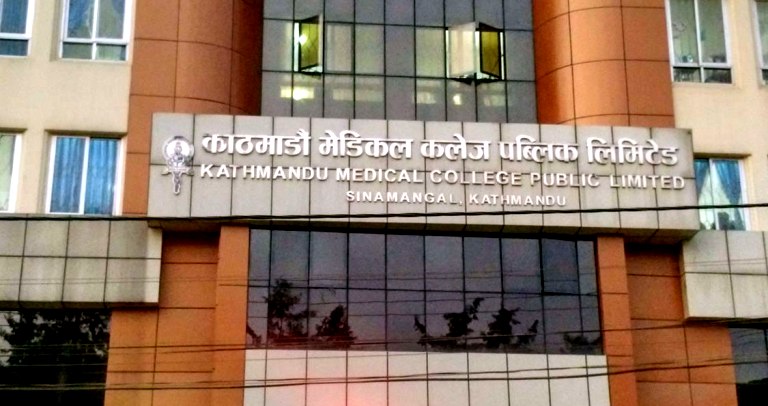 काठमाडौं मेडिकल कलेज पब्लिक लिमिटेड
KATHMANDU MEDICAL COLLEGE PUBLIC LIMITED
SINAMANGAL, KATHMANDU